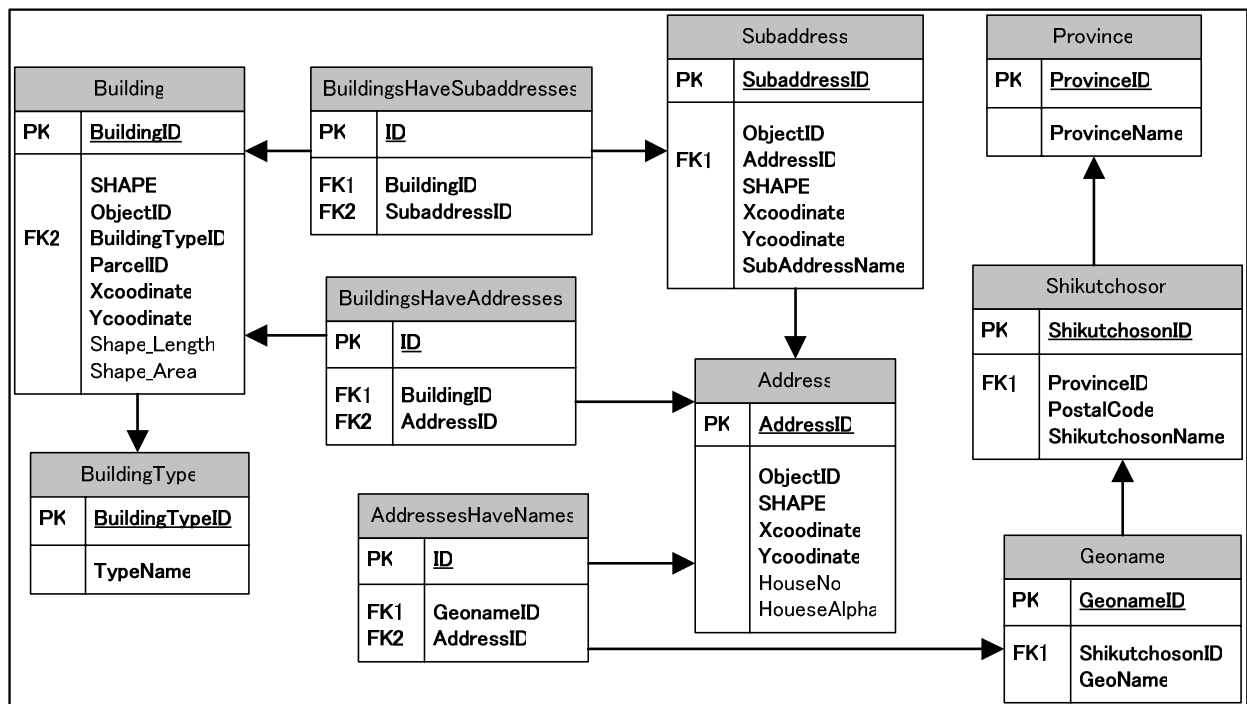 Building
PK BuildingID
SHAPE
ObjectID
FK2 BuildingTypeID
ParcelID
Xcoodinate
Ycoodinate
Shape_Length
Shape_Area
BuildingType
PK BuildingTypeID
TypeName
BuildingsHaveSubaddresses
PK ID
FK1 BuildingID
FK2 SubaddressID
BuildingsHaveAddresses
PK ID
FK1 BuildingID
FK2 AddressID
AddressesHaveNames
PK ID
FK1 GeonameID
FK2 AddressID
Subaddress
PK SubaddressID
ObjectID
FK1 AddressID
SHAPE
Xcoodinate
Ycoodinate
SubAddressName
Address
PK AddressID
ObjectID
SHAPE
Xcoodinate
Ycoodinate
HouseNo
HoueseAlpha
Province
PK ProvinceID
ProvinceName
Shikutchosor
PK ShikutchosonID
FK1 ProvinceID
PostalCode
ShikutchosonName
Geoname
PK GeonameID
FK1 ShikutchosonID
GeoName